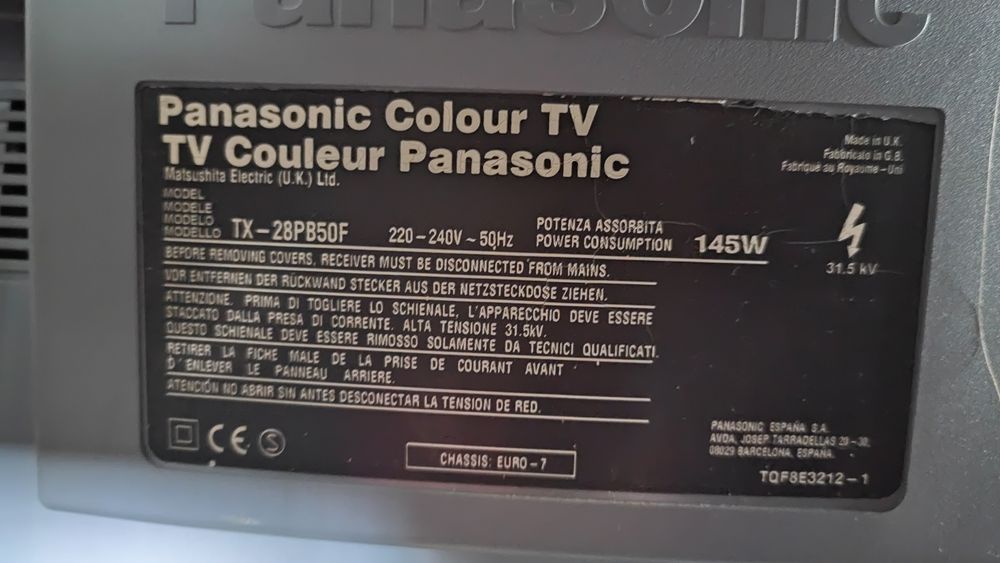 Panasonic
Panasonic Colour TV
TV Couleur Panasonic
Matsushita Electric (U.K.) Ltd.
Made in U.K.
Fabbricato in G.B.
Fabriqué au Royaume-Uni
MODEL
MODELE
MODELO
MODELLO TX-28PB50F 220-240V ~ 50Hz
POTENZA ASSORBITA
POWER CONSUMPTION 145W
31.5 kV
BEFORE REMOVING COVERS, RECEIVER MUST BE DISCONNECTED FROM MAINS.
VOR ENTFERNEN DER RÜCKWAND STECKER AUS DER NETZSTECKDOSE ZIEHEN.
ATTENZIONE. PRIMA DI TOGLIERE LO SCHIENALE, L'APPARECCHIO DEVE ESSERE
STACCATO DALLA PRESA DI CORRENTE. ALTA TENSIONE 31.5kV.
QUESTO SCHIENALE DEVE ESSERE RIMOSSO SOLAMENTE DA TECNICI QUALIFICATI.
RETIRER LA FICHE MALE DE LA PRISE DE COURANT AVANT
D'ENLEVER LE PANNEAU ARRIERE.
ATENCIÓN NO ABRIR SIN ANTES DESCONECTAR LA TENSION DE RED.
CE S
CHASSIS: EURO-7
PANASONIC ESPAÑA S.A.
AVDA. JOSEP TARRADELLAS 20-30,
08029 BARCELONA, ESPAÑA.
TQF8E3212-1